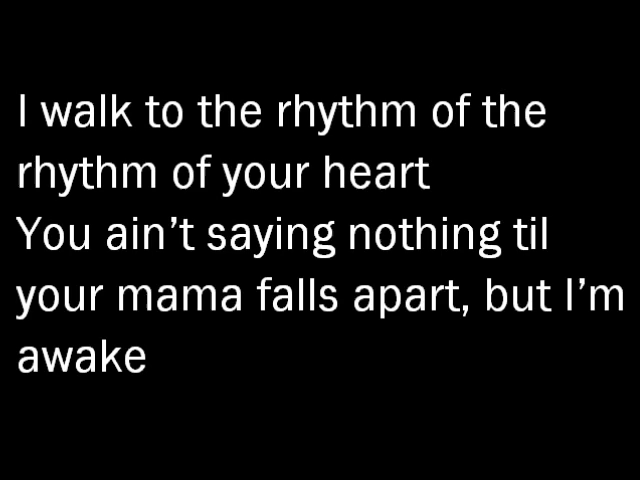 I walk to the rhythm of the
rhythm of your heart
You ain’t saying nothing til
your mama falls apart, but I’m
awake